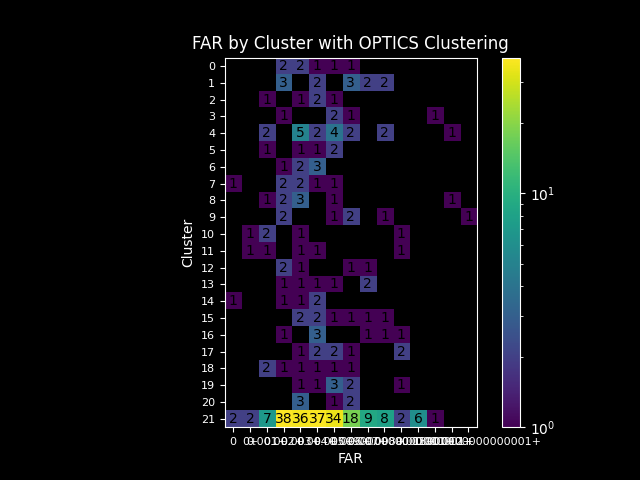 FAR by Cluster with OPTICS Clustering
0 2 2 1 1 1
1 3 2 3 2 2
2 1 1 2 1
3 1 2 1 1
4 2 5 2 4 2 2 1
5 1 1 1 2
6 1 2 3
7 1 2 2 1 1
8 1 2 3 1 1
9 2 1 2 1 1
10 1 2 1 1
11 1 1 1 1 1
12 2 1 1 1
13 1 1 1 1 2
14 1 1 1 2
15 2 2 1 1 1 1
16 1 3 1 1 1
17 1 2 2 1 2
18 2 1 1 1 1 1
19 1 1 3 2 1
20 3 1 2
21 2 2 7 38 36 37 34 18 9 8 2 6 1
Cluster
0
FAR
10¹
10⁰